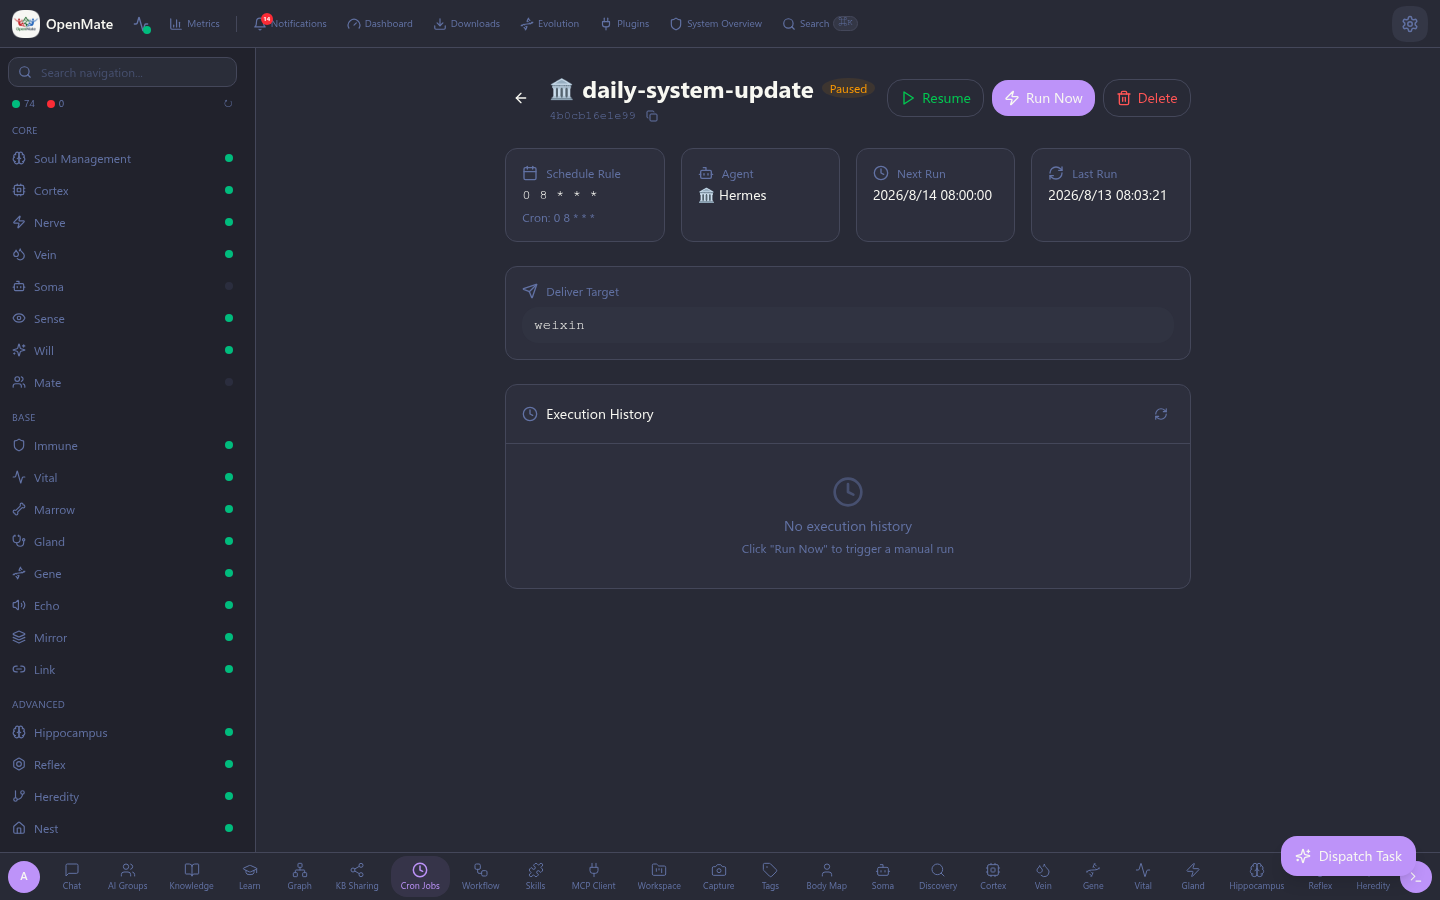 OpenMate
Metrics
14
Notifications
Dashboard
Downloads
Evolution
Plugins
System Overview
Search ⌘K
Search navigation...
74 0
CORE
Soul Management
Cortex
Nerve
Vein
Soma
Sense
Will
Mate
BASE
Immune
Vital
Marrow
Gland
Gene
Echo
Mirror
Link
ADVANCED
Hippocampus
Reflex
Heredity
Nest
daily-system-update Paused
4b0cb16e1e99
Resume
Run Now
Delete
Schedule Rule
0 8 * * *
Cron: 0 8 * * *
Agent
Hermes
Next Run
2026/8/14 08:00:00
Last Run
2026/8/13 08:03:21
Deliver Target
weixin
Execution History
No execution history
Click "Run Now" to trigger a manual run
Dispatch Task
A
Chat
AI Groups
Knowledge
Learn
Graph
KB Sharing
Cron Jobs
Workflow
Skills
MCP Client
Workspace
Capture
Tags
Body Map
Soma
Discovery
Cortex
Vein
Gene
Vital
Gland
Hippocampus
Reflex
Heredity